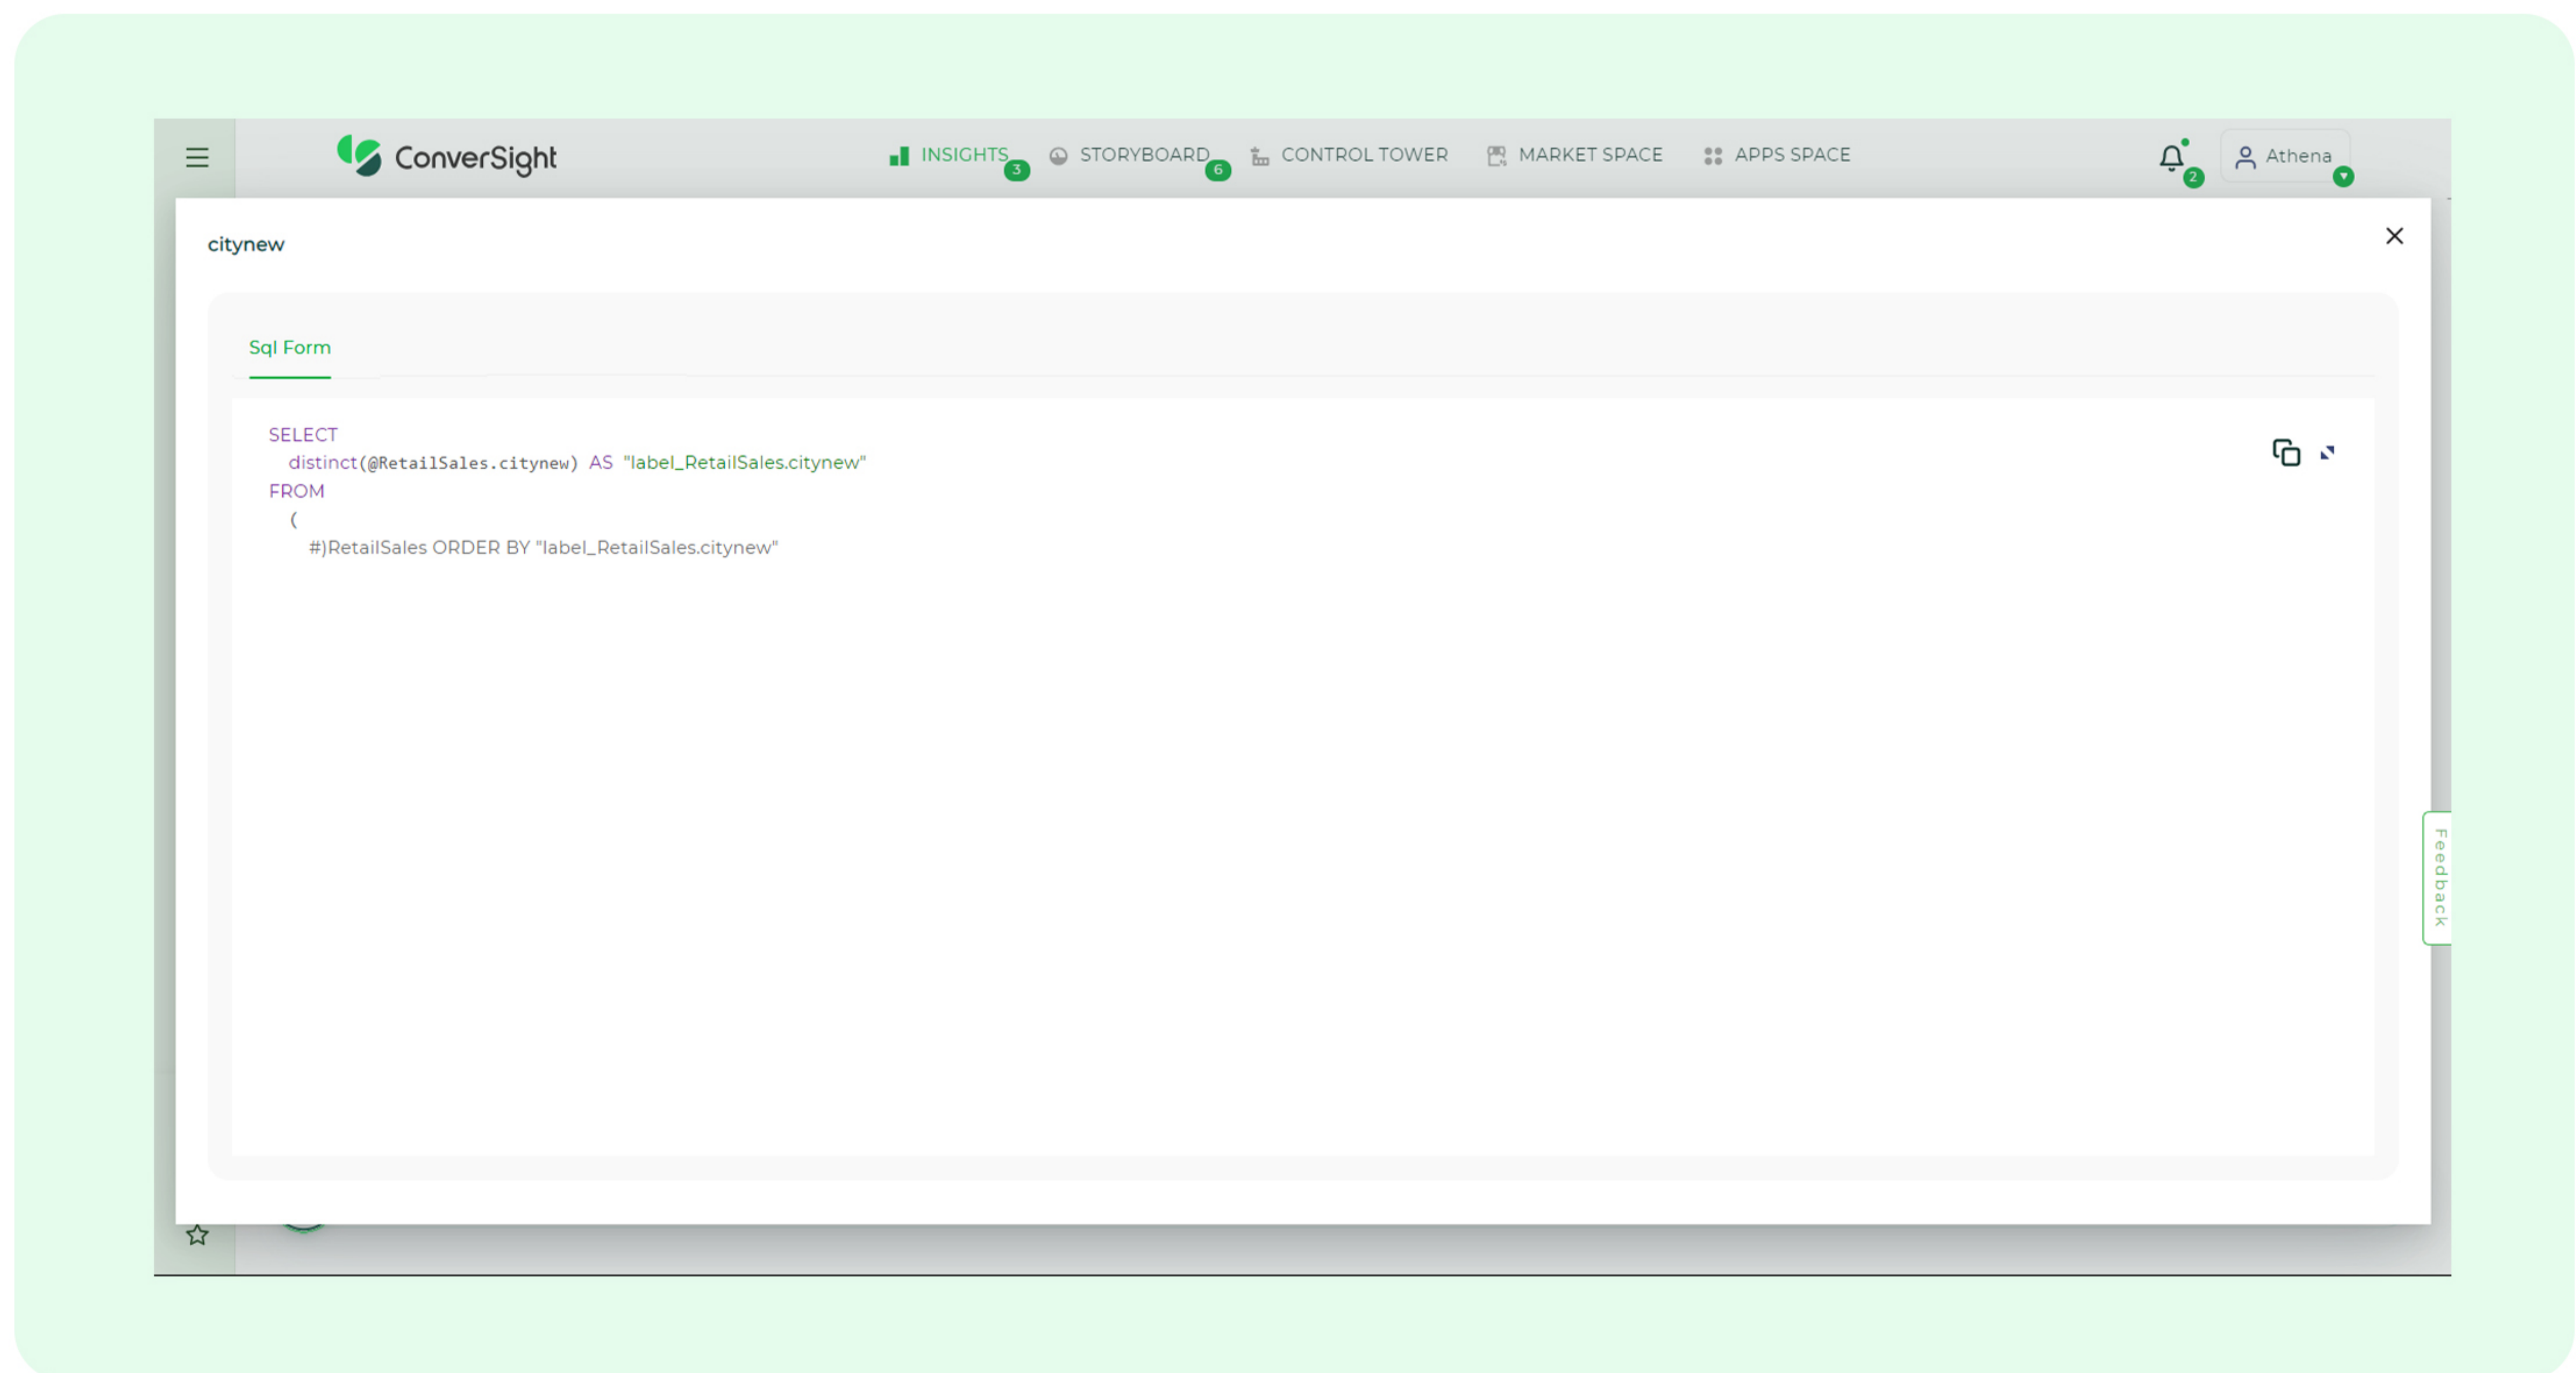 ConverSight
INSIGHTS 3
STORYBOARD 6
CONTROL TOWER
MARKET SPACE
APPS SPACE
2
Athena
citynew
Sql Form
SELECT
distinct(@RetailSales.citynew) AS "label_RetailSales.citynew"
FROM
(
#)RetailSales ORDER BY "label_RetailSales.citynew"
Feedback